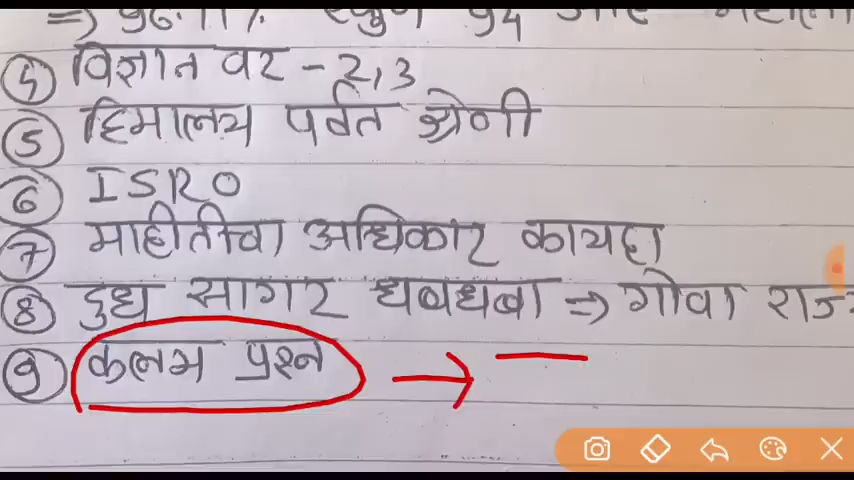 ④ विज्ञान वर - 2,3
⑤ हिमालय पर्वत श्रेणी
⑥ ISRO
⑦ माहीतीचा अधिकार कायदा
⑧ दुध सागर धबधबा ⇒ गोवा
⑨ कलम प्रश्न →